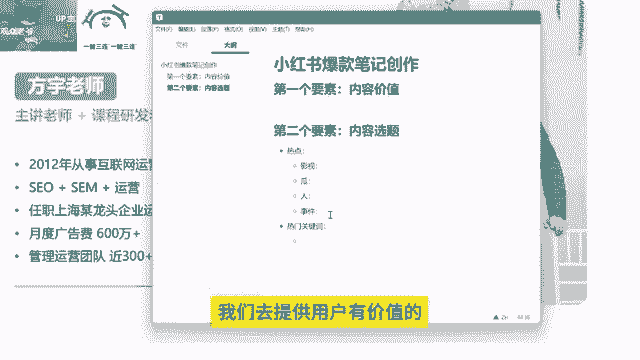 UP主
一键三连 一键三连
文件(F) 编辑(E) 段落(P) 格式(O) 视图(V) 主题(T) 帮助(H)
文件 大纲
小红书爆款笔记创作
第一个要素：内容价值
第二个要素：内容选题
小红书爆款笔记创作
第一个要素：内容价值
第二个要素：内容选题
• 热点：
影视：
瓜：
人：
事件：
• 热门关键词：
方宇老师
主讲老师 + 课程研发
• 2012年从事互联网运营
• SEO + SEM + 运营
• 任职上海某龙头企业运
• 月度广告费 600万+
• 管理运营团队 近300+
我们去提供用户有价值的